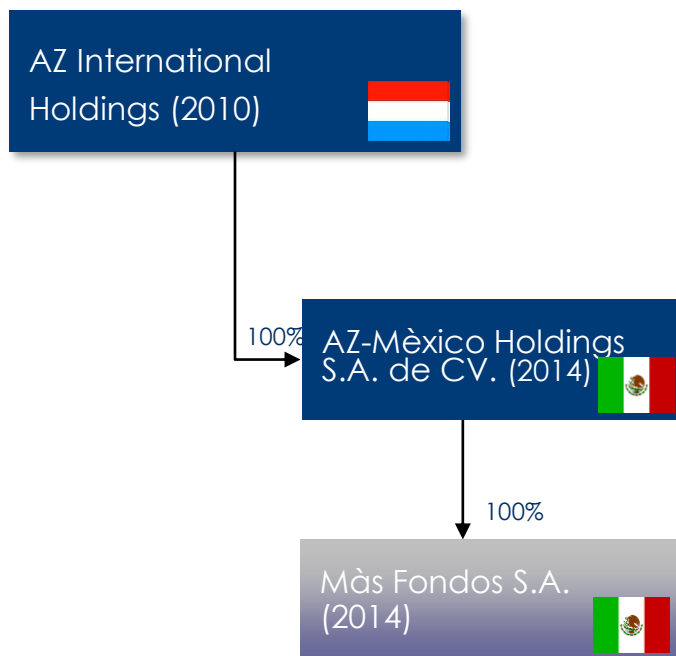 AZ International
Holdings (2010)
100%
AZ-Mèxico Holdings
S.A. de CV. (2014)
100%
Màs Fondos S.A.
(2014)